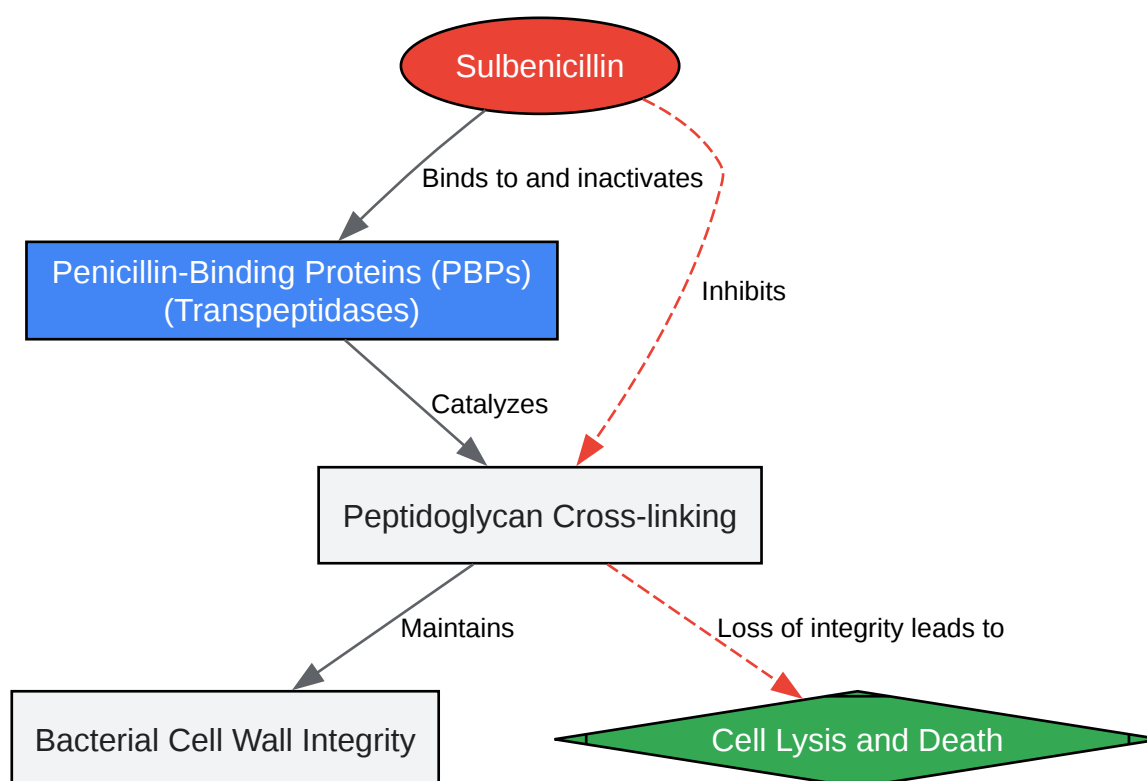 Sulbenicillin
Binds to and inactivates
Penicillin-Binding Proteins (PBPs)
(Transpeptidases)
Inhibits
Catalyzes
Peptidoglycan Cross-linking
Maintains
Loss of integrity leads to
Bacterial Cell Wall Integrity
Cell Lysis and Death